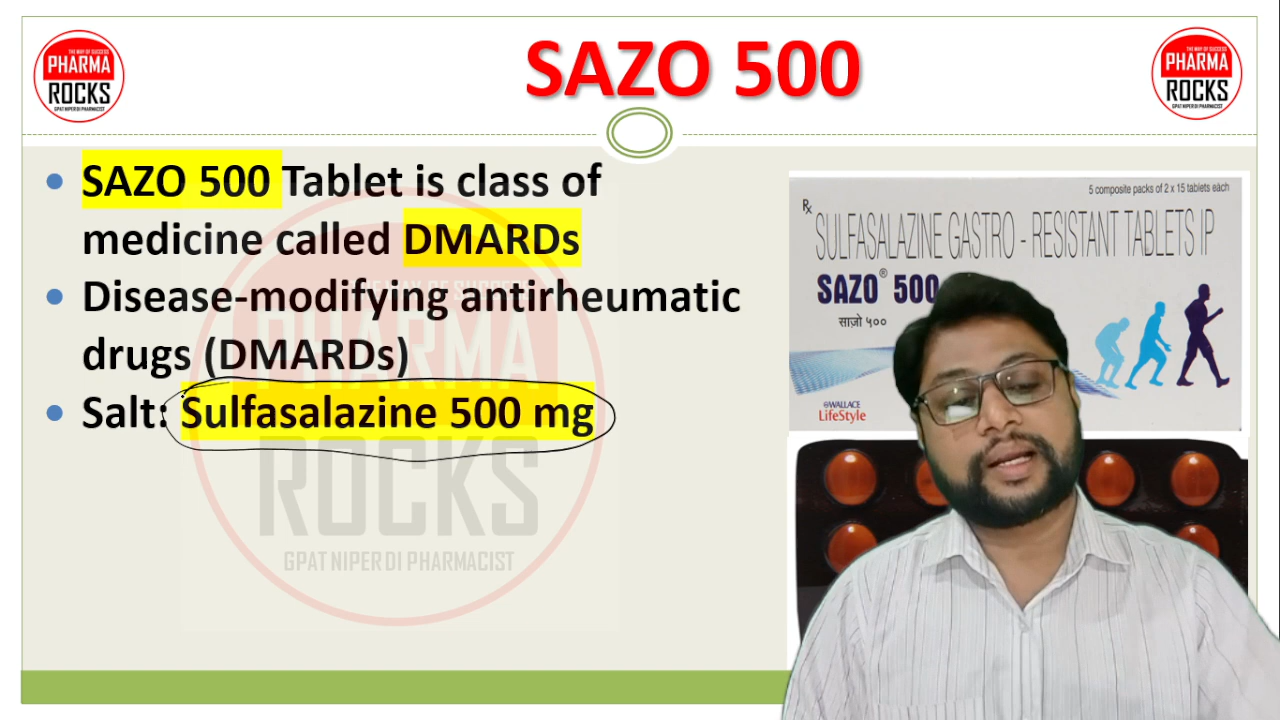 THE WAY OF SUCCESS
PHARMA
ROCKS
GPAT NIPER DI PHARMACIST
SAZO 500
THE WAY OF SUCCESS
PHARMA
ROCKS
GPAT NIPER DI PHARMACIST
• SAZO 500 Tablet is class of
medicine called DMARDs
• Disease-modifying antirheumatic
drugs (DMARDs)
• Salt: Sulfasalazine 500 mg
PHARMA
ROCKS
GPAT NIPER DI PHARMACIST
5 composite packs of 2 x 15 tablets each
Rx
SULFASALAZINE GASTRO - RESISTANT TABLETS IP
SAZO® 500
साज़ो ५००
WALLACE
LifeStyle